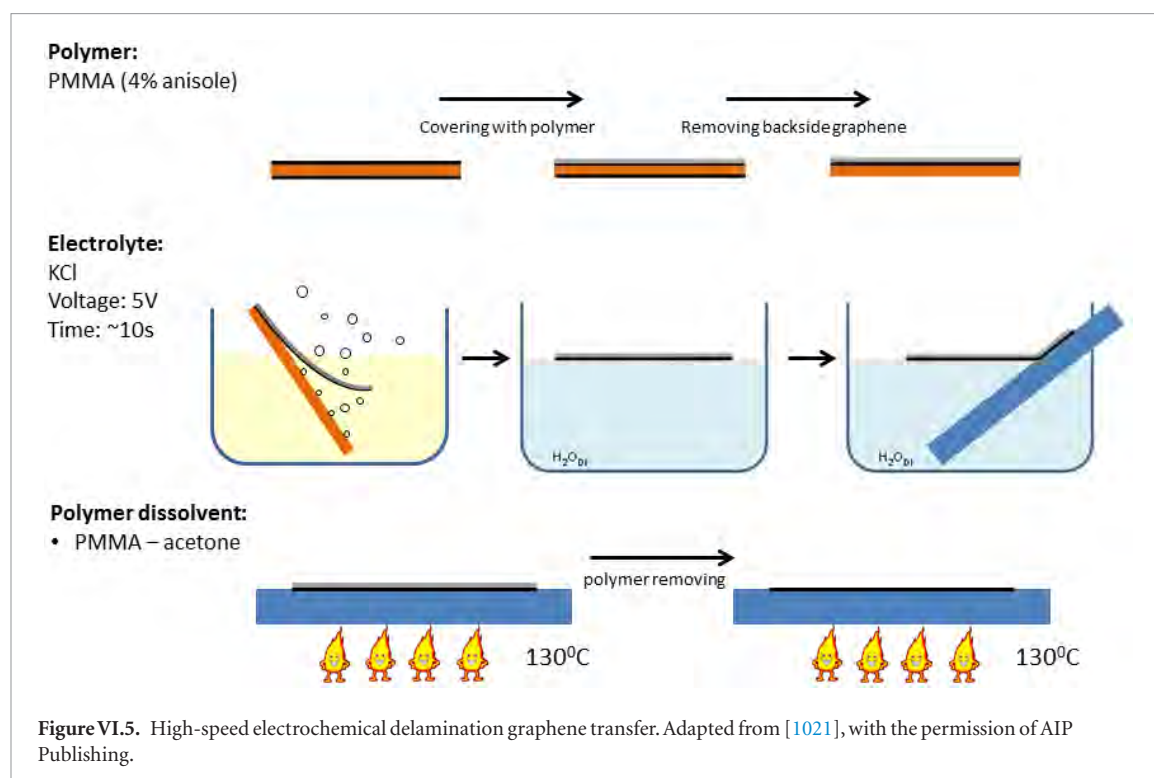 Polymer:
PMMA (4% anisole)
Covering with polymer
Removing backside graphene
Electrolyte:
KCl
Voltage: 5V
Time: ~10s
H₂O_DI
H₂O_DI
Polymer dissolvent:
• PMMA – acetone
polymer removing
130⁰C
130⁰C
Figure VI.5. High-speed electrochemical delamination graphene transfer. Adapted from [1021], with the permission of AIP
Publishing.